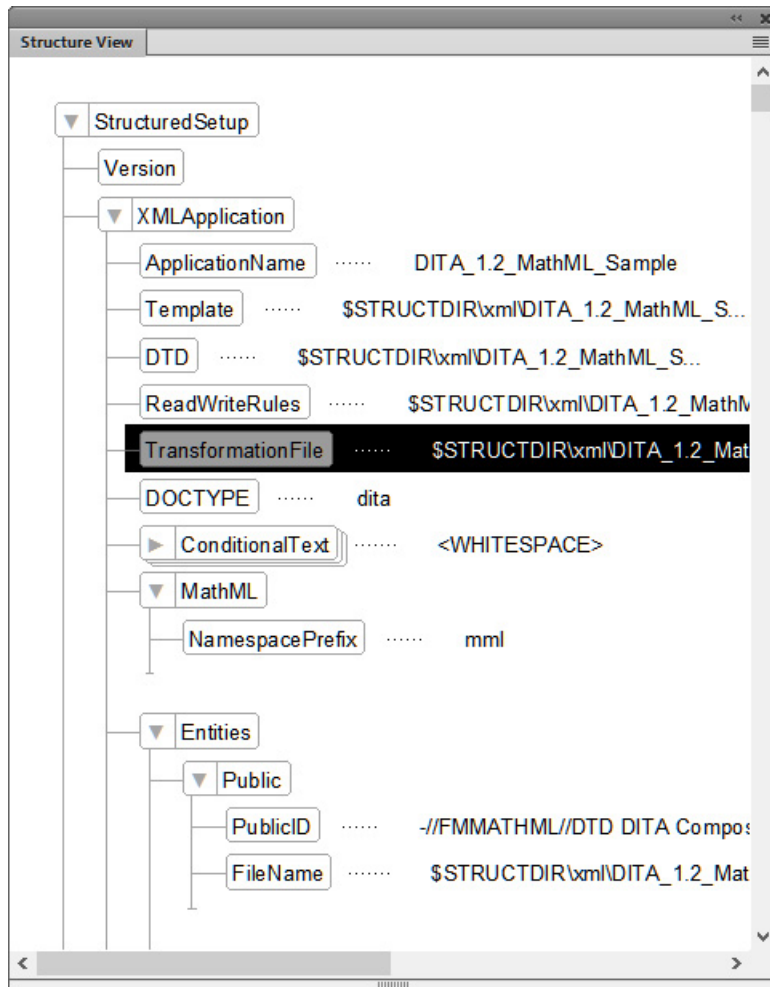 Structure View
StructuredSetup
Version
XMLApplication
ApplicationName ...... DITA_1.2_MathML_Sample
Template ...... $STRUCTDIR\xml\DITA_1.2_MathML_S...
DTD ...... $STRUCTDIR\xml\DITA_1.2_MathML_S...
ReadWriteRules ...... $STRUCTDIR\xml\DITA_1.2_MathM
TransformationFile ...... $STRUCTDIR\xml\DITA_1.2_Mat
DOCTYPE ...... dita
ConditionalText ....... <WHITESPACE>
MathML
NamespacePrefix ...... mml
Entities
Public
PublicID ...... -//FMMATHML//DTD DITA Compos
FileName ....... $STRUCTDIR\xml\DITA_1.2_Mat